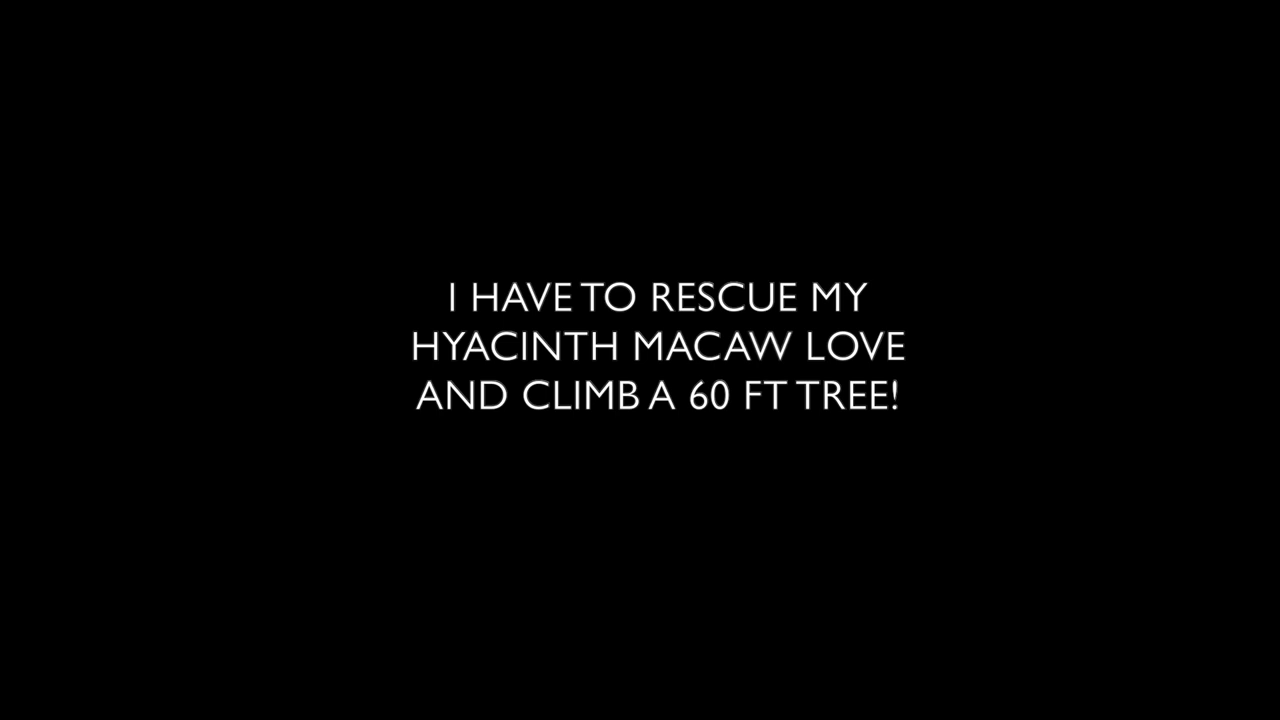 I HAVE TO RESCUE MY
HYACINTH MACAW LOVE
AND CLIMB A 60 FT TREE!